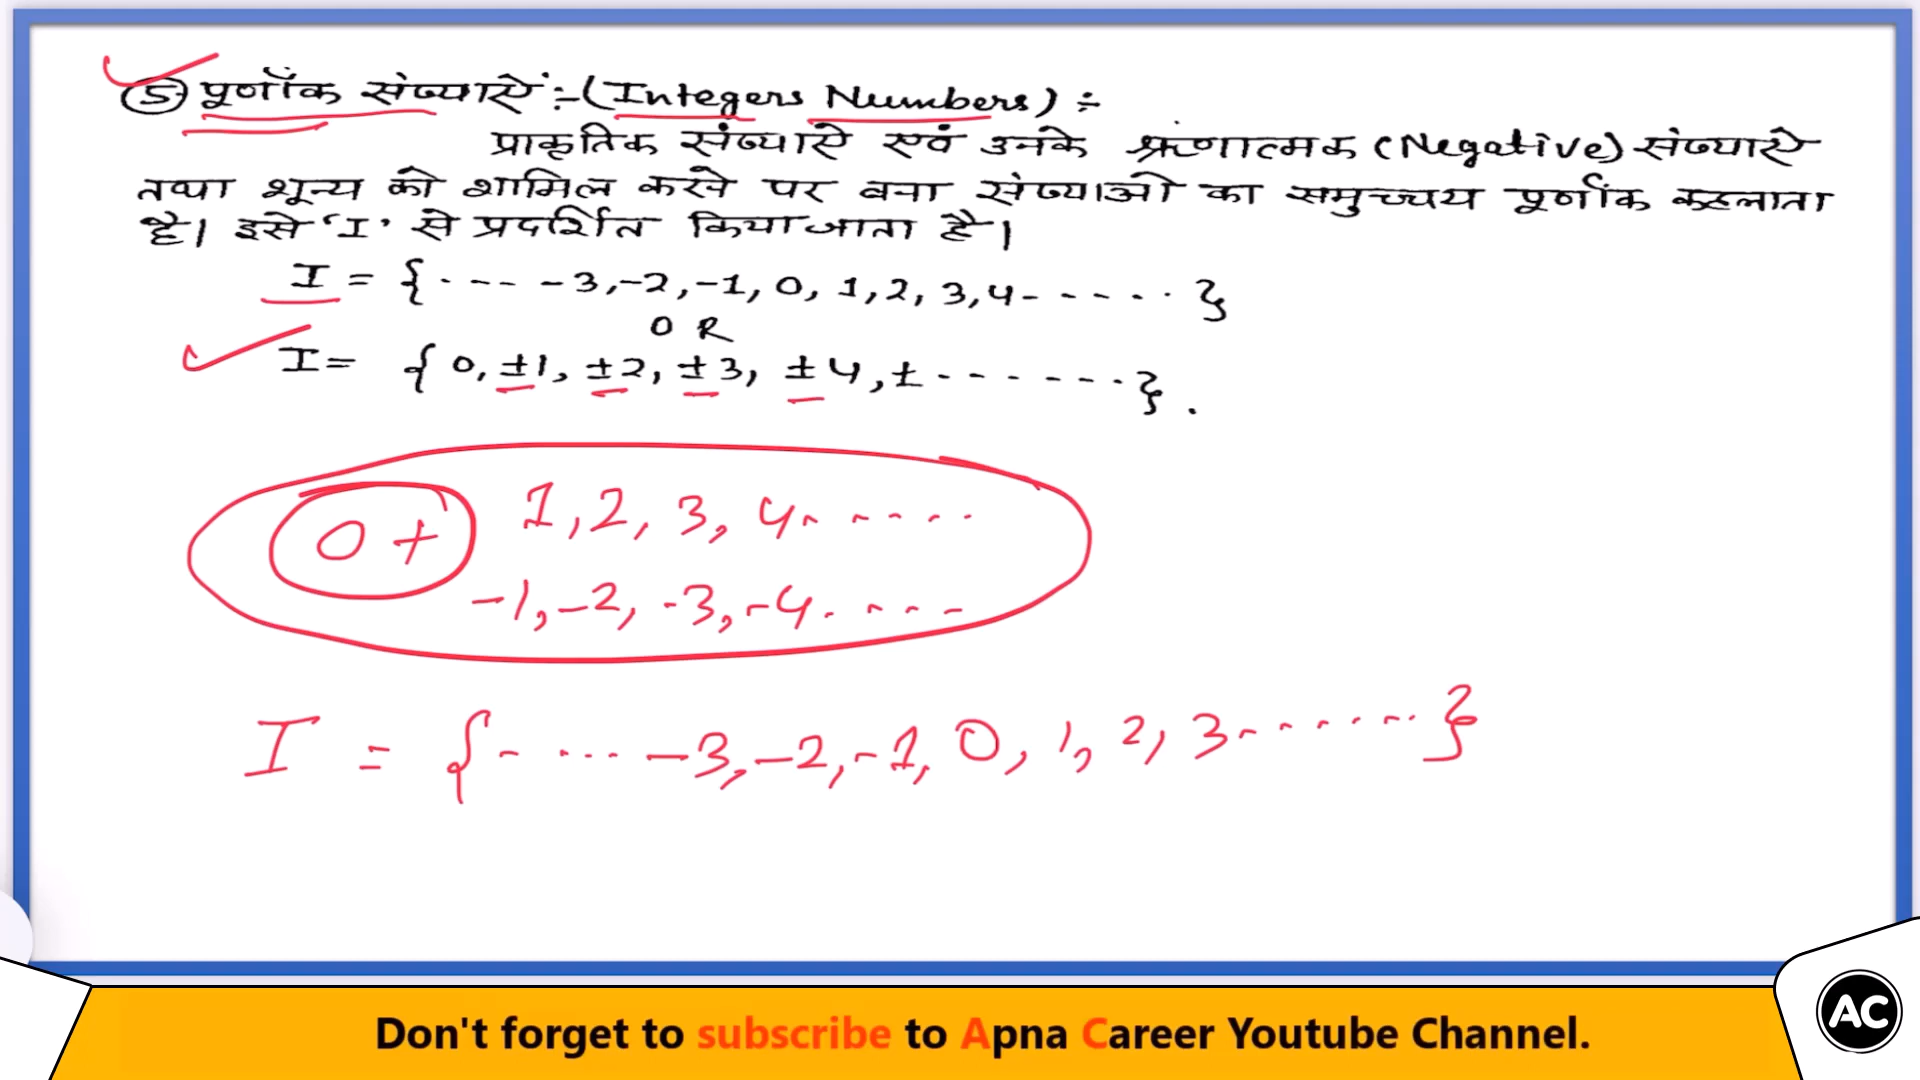 ⑤ पूर्णांक संख्याऐं :- (Integers Numbers) ÷
प्राकृतिक संख्याऐ एवं उनके ऋणात्मक (Negative) संख्याऐ
तथा शून्य को शामिल करने पर बना संख्याओ का समुच्चय पूर्णांक कहलाता
है। इसे 'I' से प्रदर्शित किया जाता है।
I = {---- -3, -2, -1, 0, 1, 2, 3, 4------}
OR
I = {0, ±1, ±2, ±3, ±4, ± -------}.
0 + 1, 2, 3, 4-----
-1, -2, -3, -4-----
I = {- ---- -3, -2, -1, 0, 1, 2, 3------}
Don't forget to subscribe to Apna Career Youtube Channel.
AC